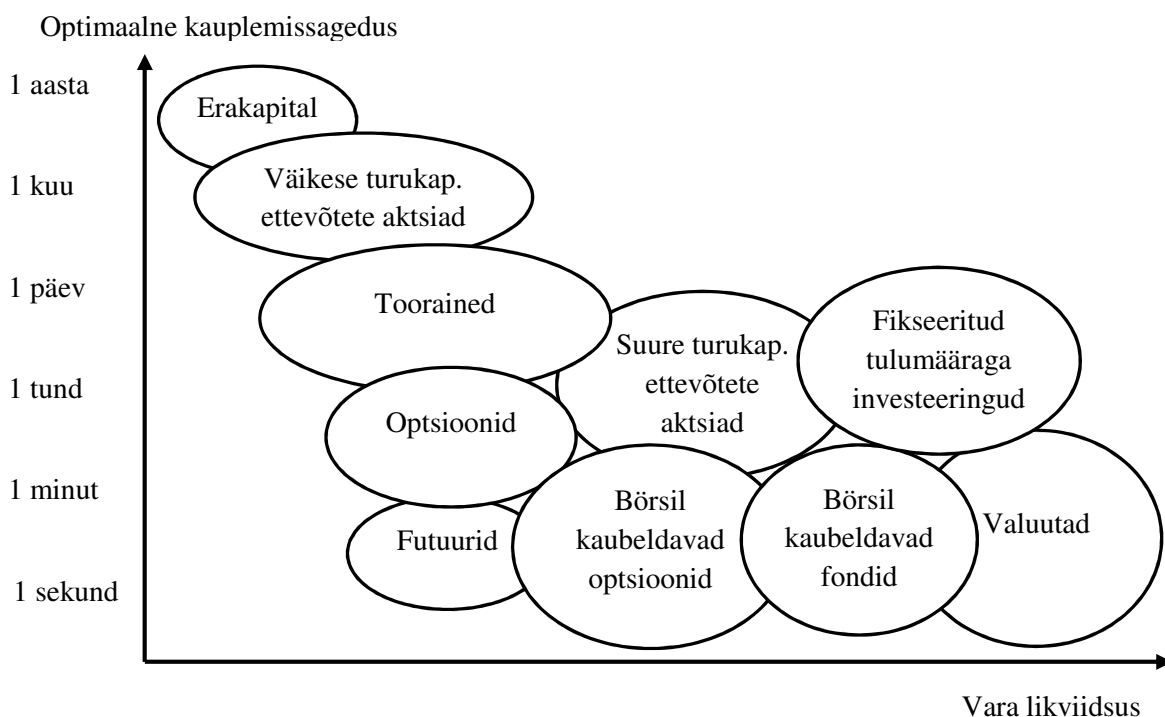 Optimaalne kauplemissagedus
1 aasta
Erakapital
1 kuu
Väikese turukap.
ettevõtete aktsiad
1 päev
Toorained
Fikseeritud
tulumääraga
investeeringud
Suure turukap.
ettevõtete
aktsiad
1 tund
Optsioonid
1 minut
Futuurid
Börsil
kaubeldavad
optsioonid
Börsil
kaubeldavad
fondid
Valuutad
1 sekund
Vara likviidsus